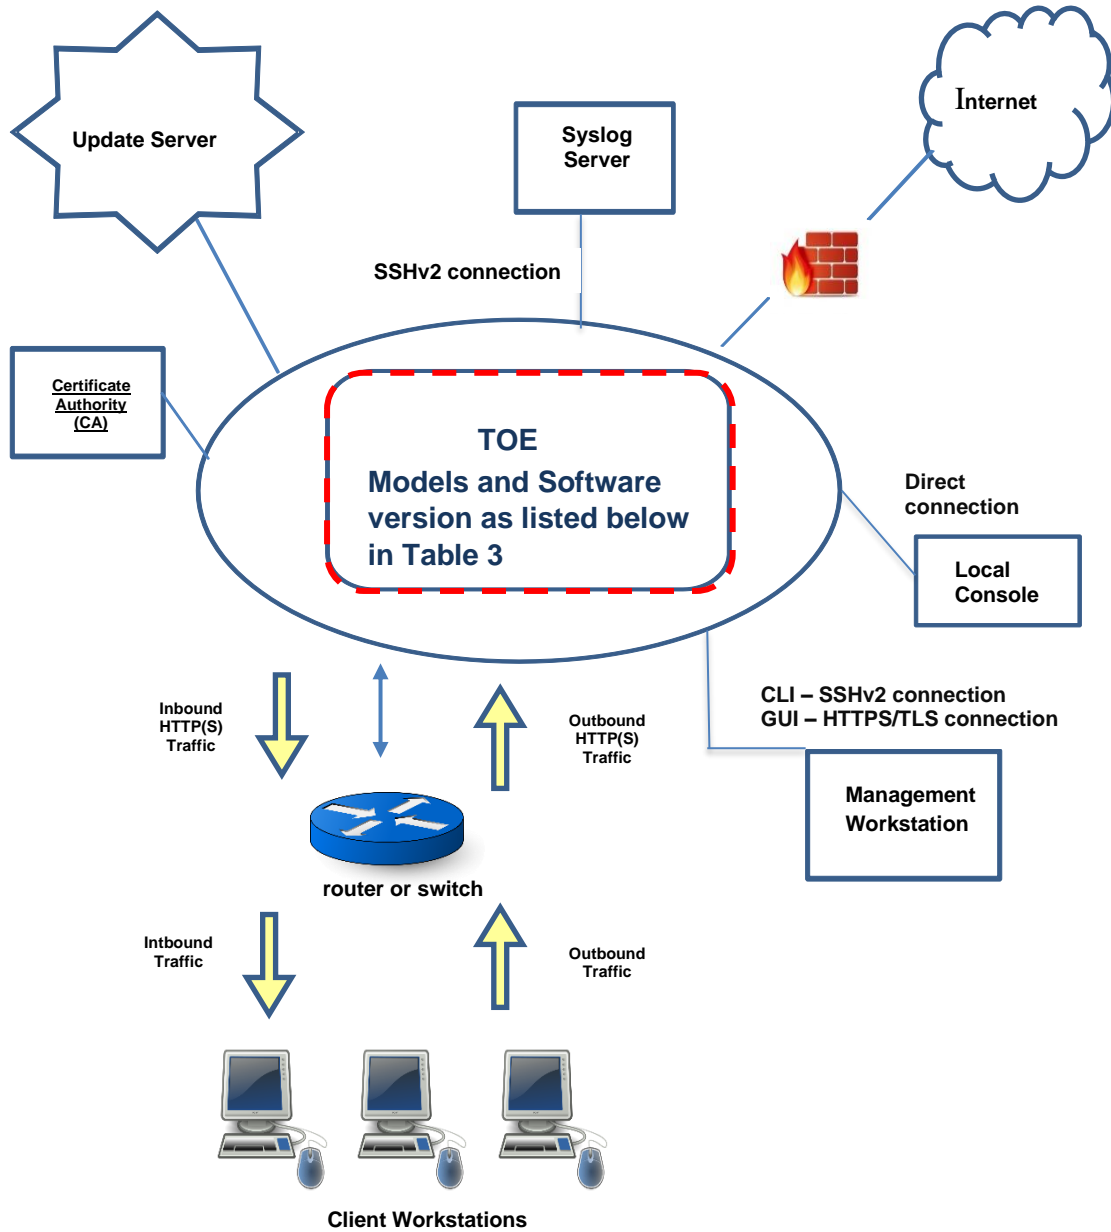 Update Server
Syslog
Server
Internet
SSHv2 connection
Certificate
Authority
(CA)
TOE
Models and Software
version as listed below
in Table 3
Direct
connection
Local
Console
CLI – SSHv2 connection
GUI – HTTPS/TLS connection
Management
Workstation
Inbound
HTTP(S)
Traffic
Outbound
HTTP(S)
Traffic
router or switch
Intbound
Traffic
Outbound
Traffic
Client Workstations